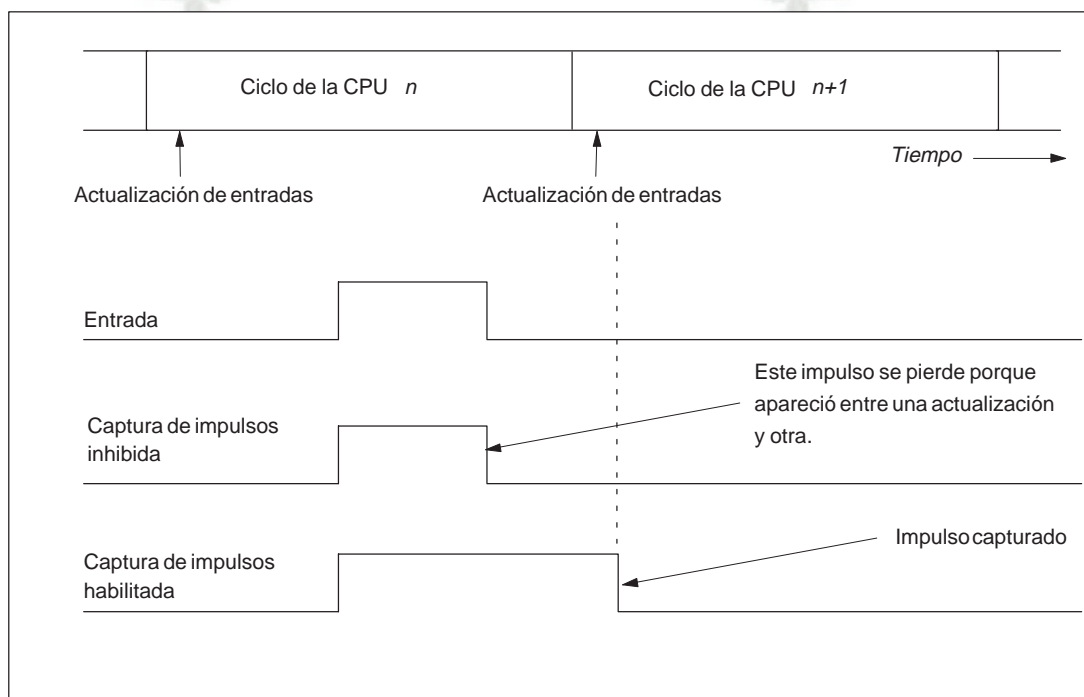 Ciclo de la CPU n
Ciclo de la CPU n+1
Tiempo
Actualización de entradas
Actualización de entradas
Entrada
Este impulso se pierde porque
apareció entre una actualización
y otra.
Captura de impulsos
inhibida
Impulso capturado
Captura de impulsos
habilitada